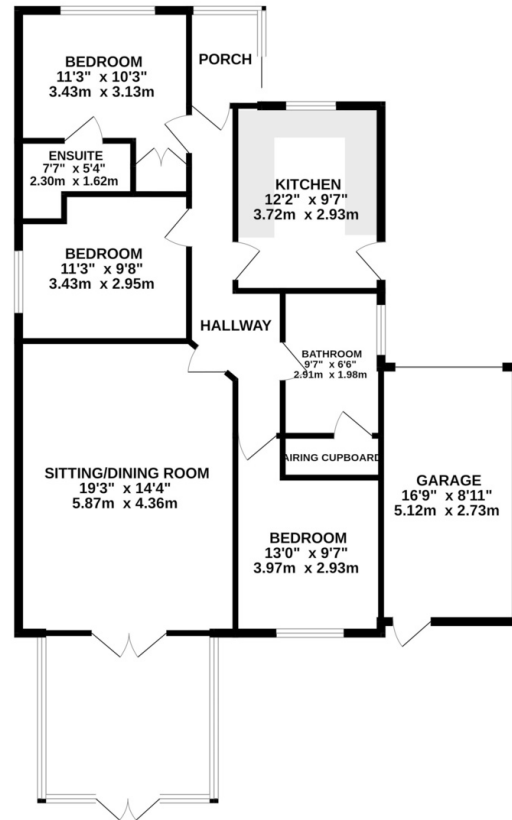 PORCH
BEDROOM
11'3" x 10'3"
3.43m x 3.13m
ENSUITE
7'7" x 5'4"
2.30m x 1.62m
KITCHEN
12'2" x 9'7"
3.72m x 2.93m
BEDROOM
11'3" x 9'8"
3.43m x 2.95m
HALLWAY
BATHROOM
9'7" x 6'6"
2.91m x 1.98m
AIRING CUPBOARD
SITTING/DINING ROOM
19'3" x 14'4"
5.87m x 4.36m
GARAGE
16'9" x 8'11"
5.12m x 2.73m
BEDROOM
13'0" x 9'7"
3.97m x 2.93m